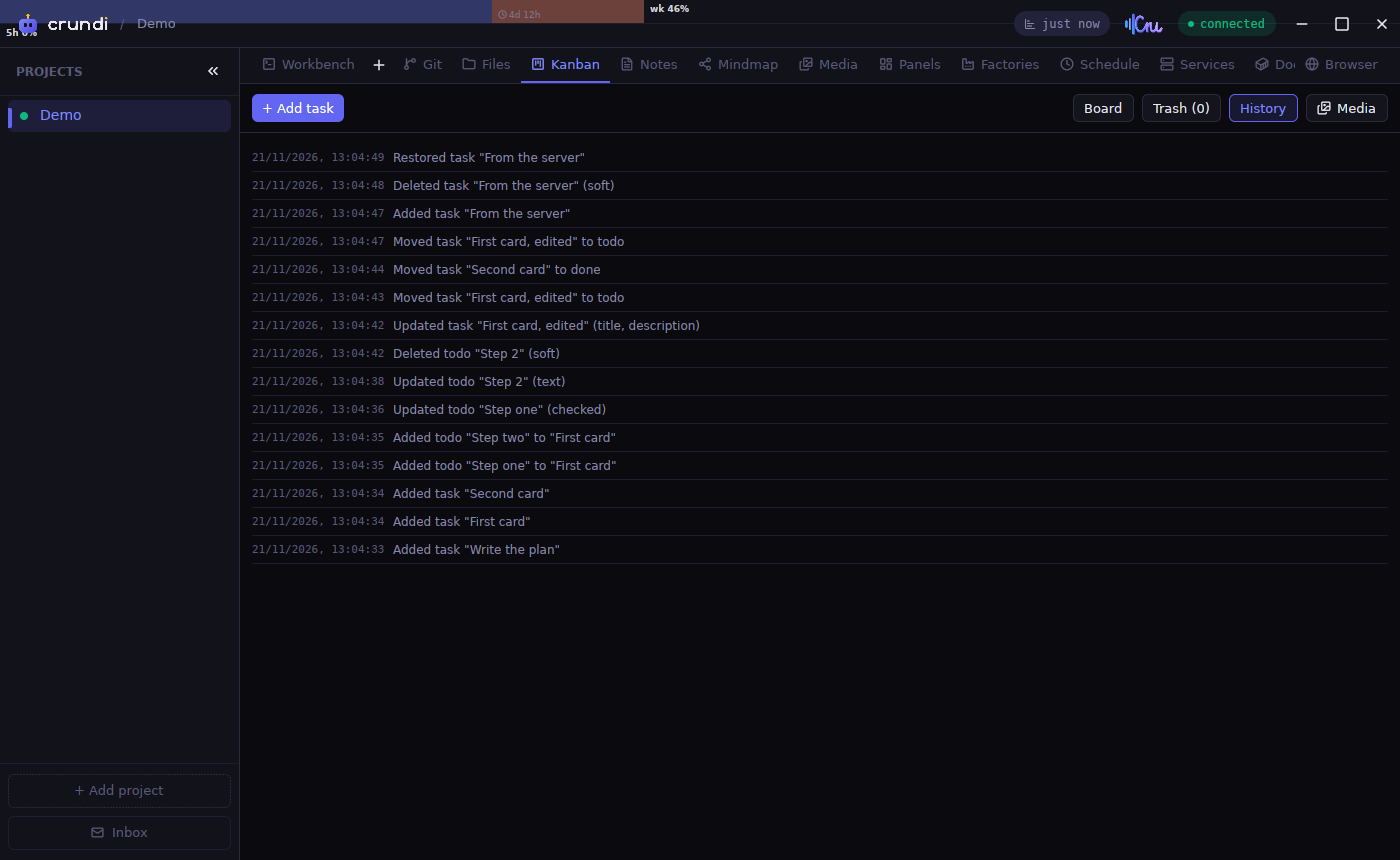 4d 12h
wk 46%
crundi / Demo
just now
Cru
connected
PROJECTS
Workbench
Git
Files
Kanban
Notes
Mindmap
Media
Panels
Factories
Schedule
Services
Browser
Demo
+ Add task
Board
Trash (0)
History
Media
21/11/2026, 13:04:49 Restored task "From the server"
21/11/2026, 13:04:48 Deleted task "From the server" (soft)
21/11/2026, 13:04:47 Added task "From the server"
21/11/2026, 13:04:47 Moved task "First card, edited" to todo
21/11/2026, 13:04:44 Moved task "Second card" to done
21/11/2026, 13:04:43 Moved task "First card, edited" to todo
21/11/2026, 13:04:42 Updated task "First card, edited" (title, description)
21/11/2026, 13:04:42 Deleted todo "Step 2" (soft)
21/11/2026, 13:04:38 Updated todo "Step 2" (text)
21/11/2026, 13:04:36 Updated todo "Step one" (checked)
21/11/2026, 13:04:35 Added todo "Step two" to "First card"
21/11/2026, 13:04:35 Added todo "Step one" to "First card"
21/11/2026, 13:04:34 Added task "Second card"
21/11/2026, 13:04:34 Added task "First card"
21/11/2026, 13:04:33 Added task "Write the plan"
+ Add project
Inbox